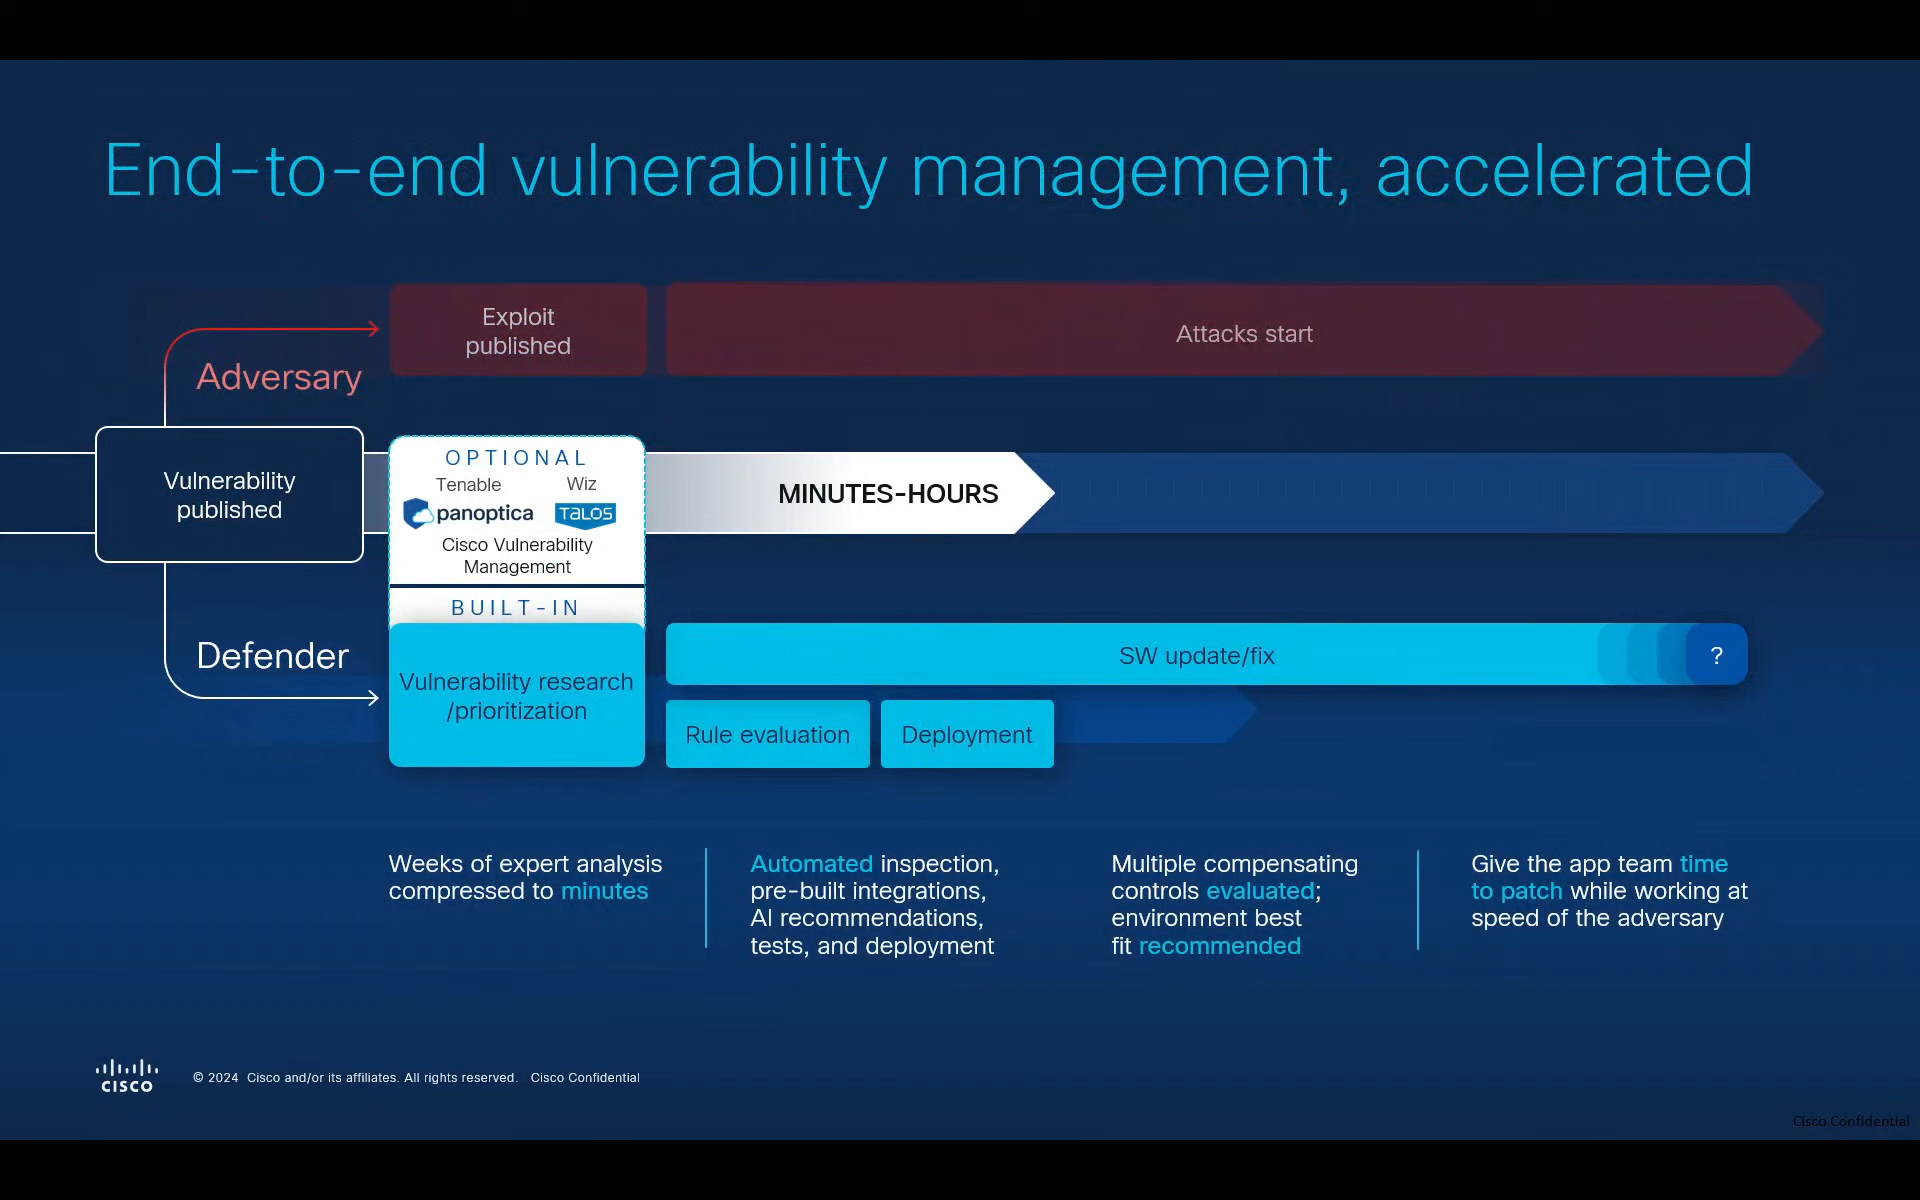 End-to-end vulnerability management, accelerated
Exploit
published
Attacks start
Adversary
Vulnerability
published
OPTIONAL
Tenable Wiz
panoptica TALOS
Cisco Vulnerability
Management
BUILT-IN
MINUTES-HOURS
Defender
Vulnerability research
/prioritization
SW update/fix
?
Rule evaluation
Deployment
Weeks of expert analysis
compressed to minutes
Automated inspection,
pre-built integrations,
AI recommendations,
tests, and deployment
Multiple compensating
controls evaluated;
environment best
fit recommended
Give the app team time
to patch while working at
speed of the adversary
CISCO
© 2024 Cisco and/or its affiliates. All rights reserved. Cisco Confidential
Cisco Confidential